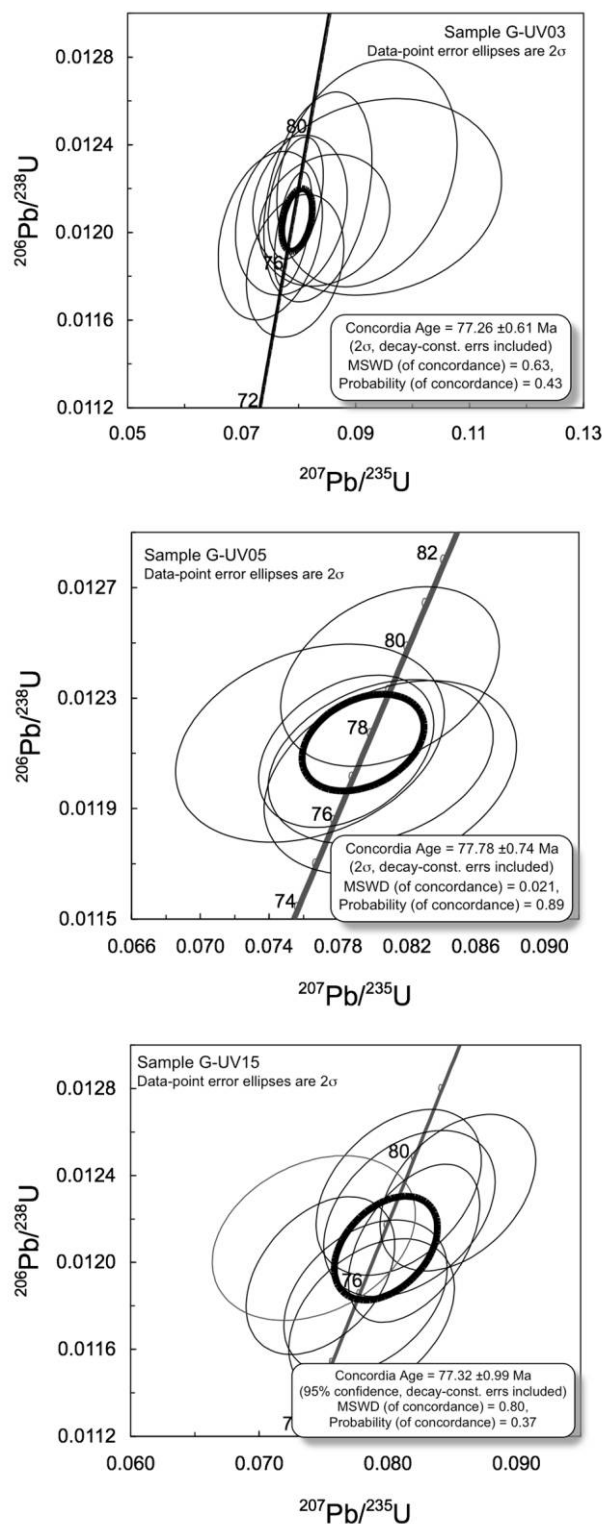 Sample G-UV03
Data-point error ellipses are 2σ
0.0128
0.0124
0.0120
0.0116
0.0112
206Pb/238U
80
76
72
Concordia Age = 77.26 ±0.61 Ma
(2σ, decay-const. errs included)
MSWD (of concordance) = 0.63,
Probability (of concordance) = 0.43
0.05
0.07
0.09
0.11
0.13
207Pb/235U
Sample G-UV05
Data-point error ellipses are 2σ
0.0127
0.0123
0.0119
0.0115
206Pb/238U
82
80
78
76
74
Concordia Age = 77.78 ±0.74 Ma
(2σ, decay-const. errs included)
MSWD (of concordance) = 0.021,
Probability (of concordance) = 0.89
0.066
0.070
0.074
0.078
0.082
0.086
0.090
207Pb/235U
Sample G-UV15
Data-point error ellipses are 2σ
0.0128
0.0124
0.0120
0.0116
0.0112
206Pb/238U
80
76
Concordia Age = 77.32 ±0.99 Ma
(95% confidence, decay-const. errs included)
MSWD (of concordance) = 0.80,
Probability (of concordance) = 0.37
0.060
0.070
0.080
0.090
207Pb/235U